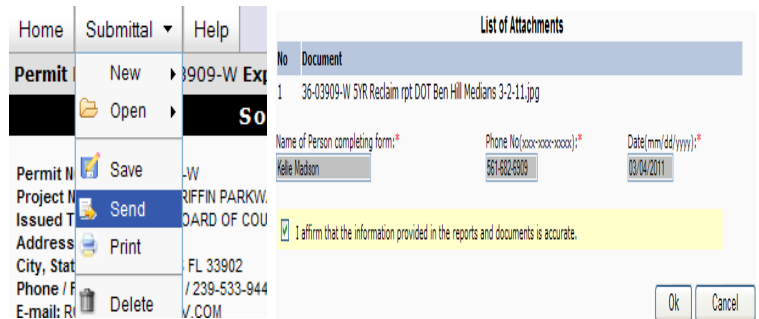 Home Submittal Help
Permit 3909-W Exp
New
Open
So
Save
Send
Print
Delete
Permit N -W
Project N RIFFIN PARKW
Issued T OARD OF COU
Address
City, Stat FL 33902
Phone / F / 239-533-944
E-mail: R V.COM
List of Attachments
No Document
1 36-03909-W 5YR Reclaim rpt DOT Ben Hill Medians 3-2-11.jpg
Name of Person completing form:* Phone No(xxx-xxx-xxxx):* Date(mm/dd/yyyy):*
Kelie Madson 561-682-6909 03/04/2011
I affirm that the information provided in the reports and documents is accurate.
Ok Cancel